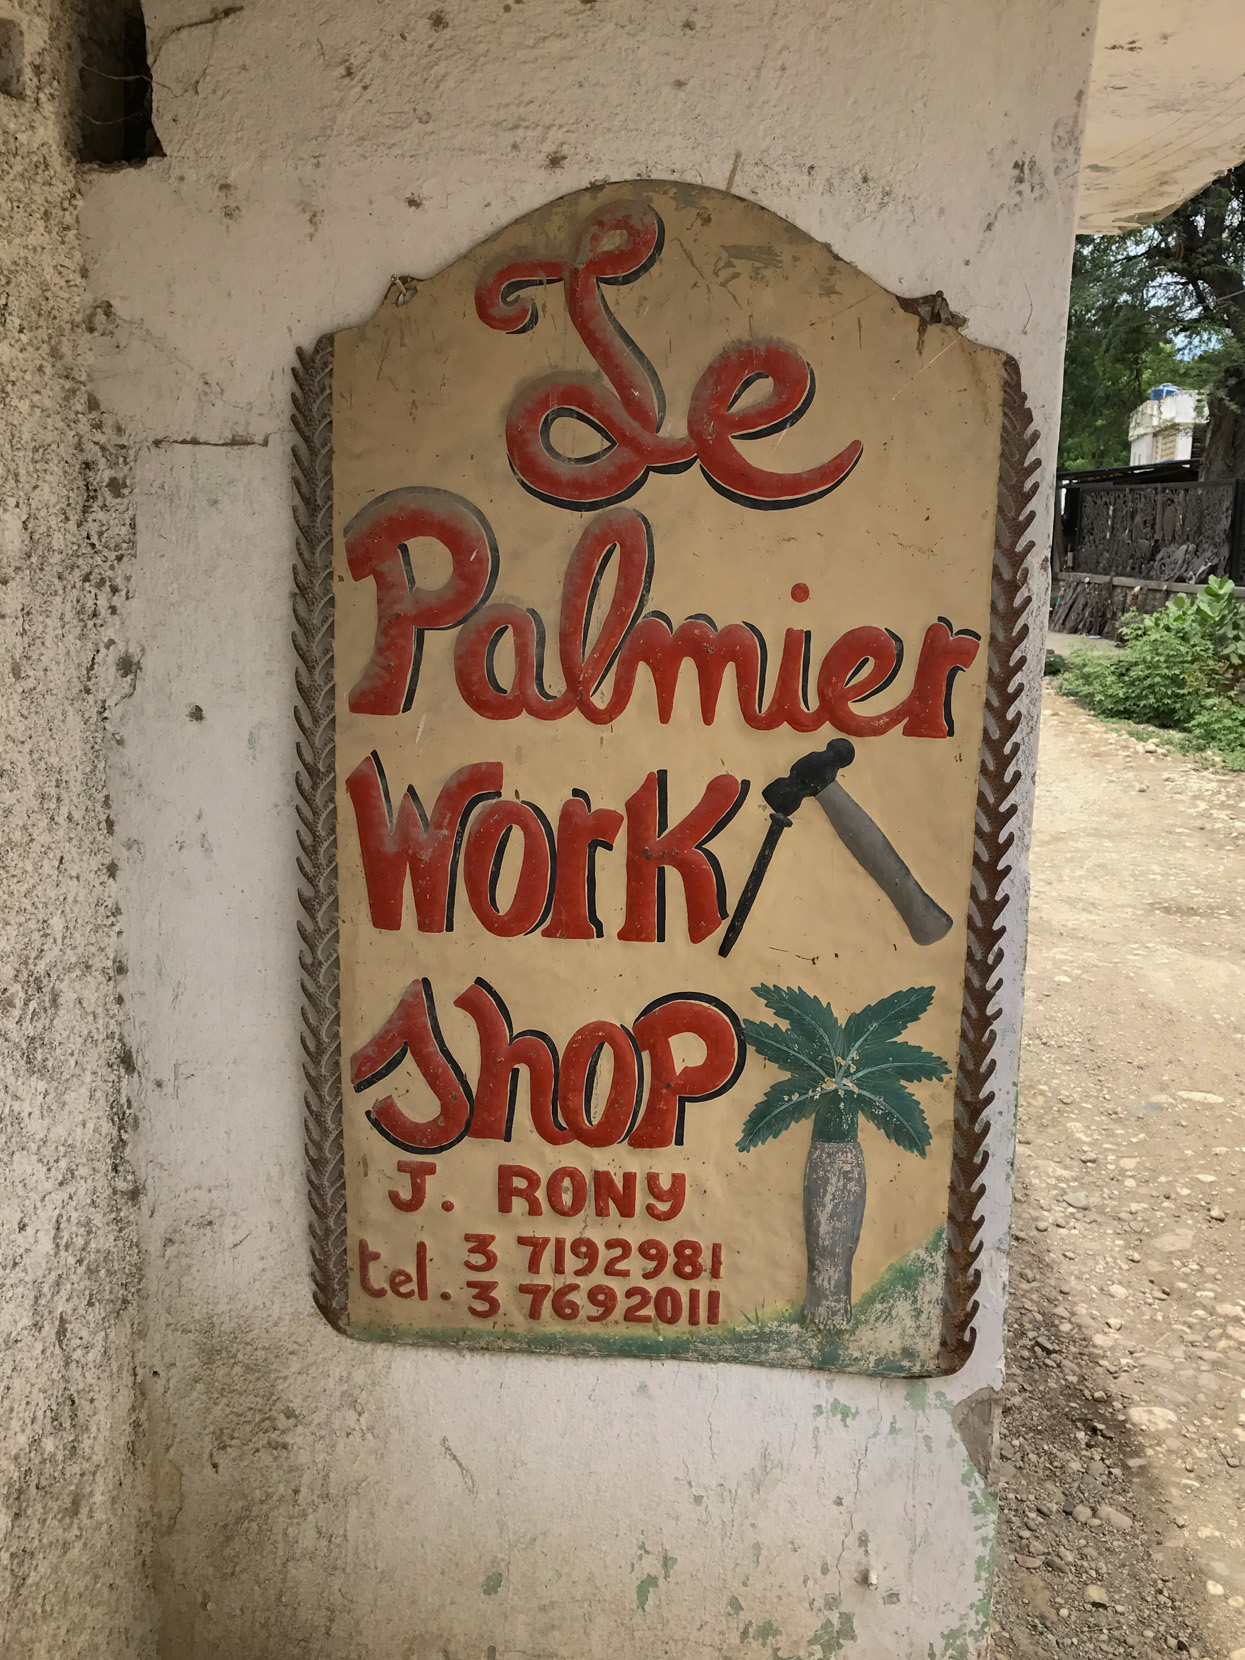 Le
Palmier
Work
Shop
J. RONY
tel. 3 7192981
3 7692011